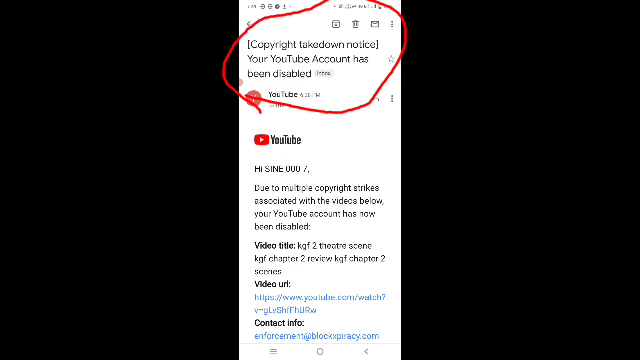 [Copyright takedown notice]
Your YouTube Account has
been disabled Inbox
YouTube 6:28 PM
YouTube
Hi SINE 000 7,
Due to multiple copyright strikes
associated with the videos below,
your YouTube account has now
been disabled:
Video title: kgf 2 theatre scene
kgf chapter 2 review kgf chapter 2
scenes
Video url:
https://www.youtube.com/watch?
v=gLvShfFhURw
Contact info:
enforcement@blockxpiracy.com